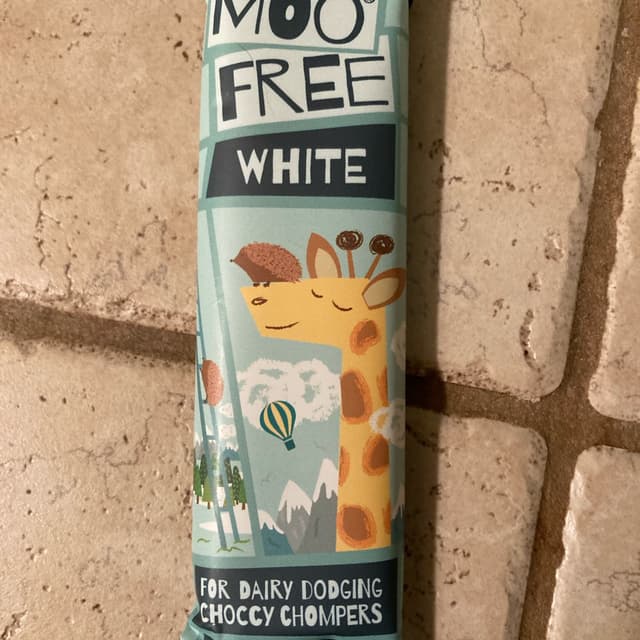 MOO®
FREE
WHITE
FOR DAIRY DODGING
CHOCCY CHOMPERS